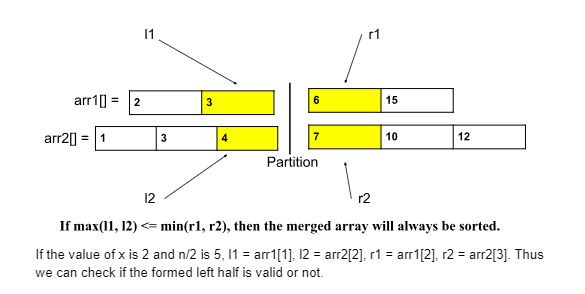 l1 r1
arr1[] = 2 3 6 15
arr2[] = 1 3 4 7 10 12
Partition
l2 r2
If max(l1, l2) <= min(r1, r2), then the merged array will always be sorted.
If the value of x is 2 and n/2 is 5, l1 = arr1[1], l2 = arr2[2], r1 = arr1[2], r2 = arr2[3]. Thus
we can check if the formed left half is valid or not.